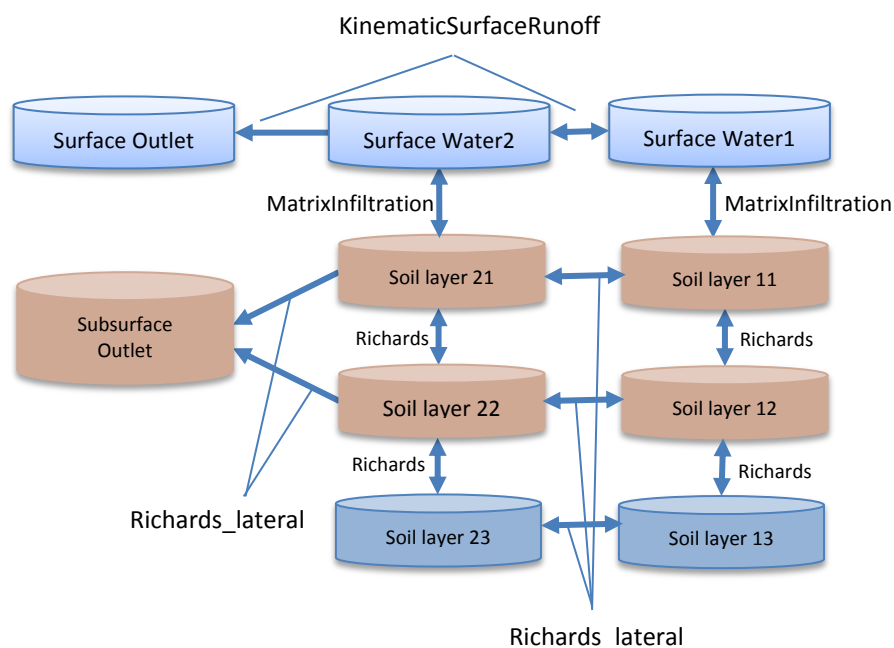 KinematicSurfaceRunoff
Surface Outlet
Surface Water2
Surface Water1
MatrixInfiltration
MatrixInfiltration
Soil layer 21
Soil layer 11
Subsurface
Outlet
Richards
Richards
Soil layer 22
Soil layer 12
Richards
Richards
Richards_lateral
Soil layer 23
Soil layer 13
Richards_lateral